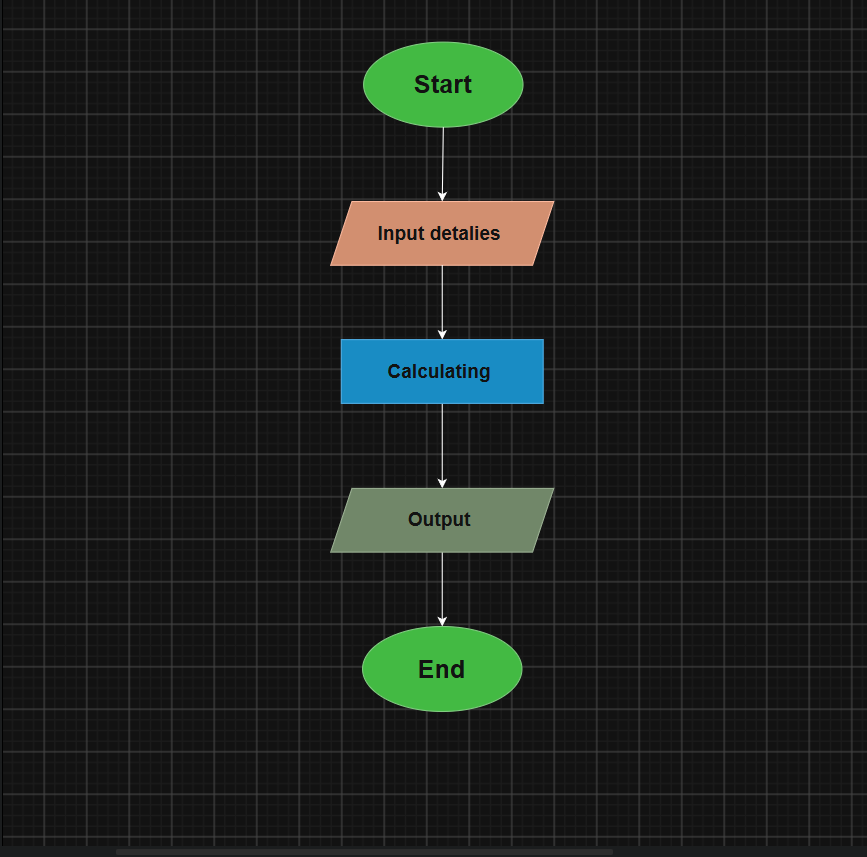 Start
Input detalies
Calculating
Output
End